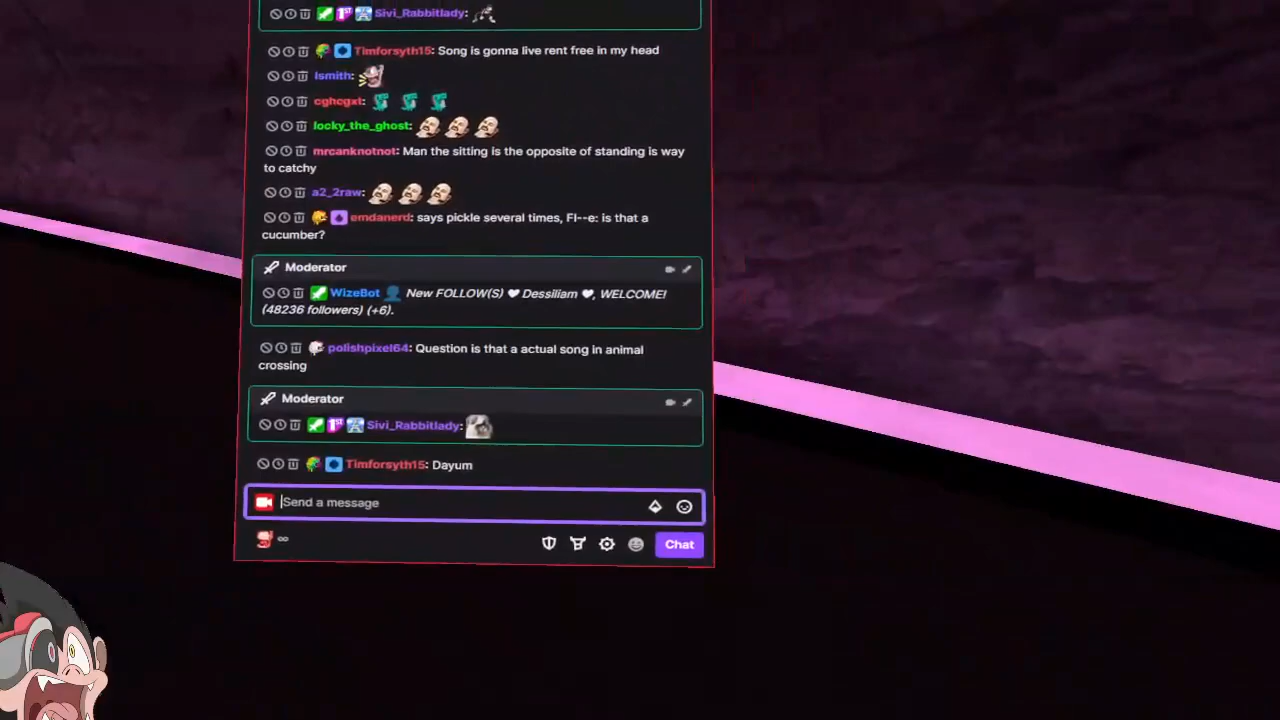 Sivi_Rabbitlady:
Timforsyth15: Song is gonna live rent free in my head
lsmith:
cghcgxt:
locky_the_ghost:
mrcanknotnot: Man the sitting is the opposite of standing is way
to catchy
a2_2raw:
emdanerd: says pickle several times, FI--e: is that a
cucumber?
Moderator
WizeBot New FOLLOW(S) ♥ Dessiliam ♥, WELCOME!
(48236 followers) (+6).
polishpixel64: Question is that a actual song in animal
crossing
Moderator
Sivi_Rabbitlady:
Timforsyth15: Dayum
Send a message
∞
Chat